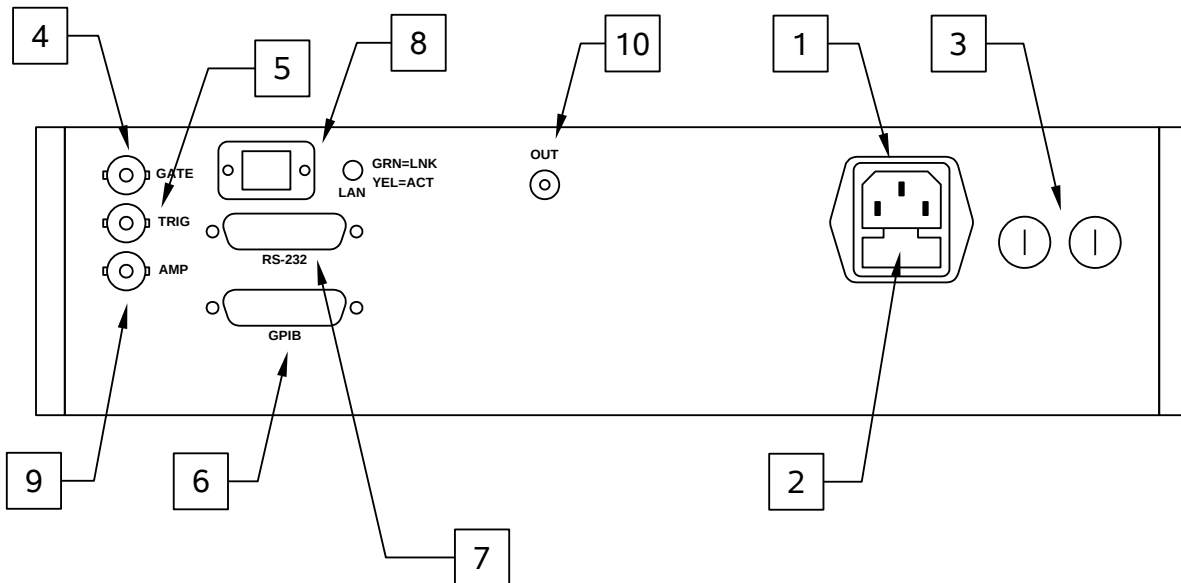 4
5
8
10
1
3
GATE
TRIG
AMP
LAN
GRN=LNK
YEL=ACT
RS-232
GPIB
OUT
9
6
7
2